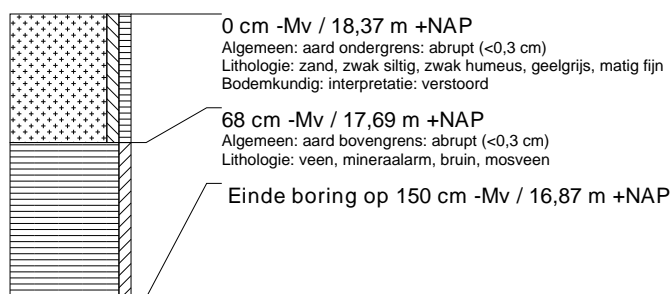 0 cm -Mv / 18,37 m +NAP
Algemeen: aard ondergrens: abrupt (<0,3 cm)
Lithologie: zand, zwak siltig, zwak humeus, geelgrijs, matig fijn
Bodemkundig: interpretatie: verstoord
68 cm -Mv / 17,69 m +NAP
Algemeen: aard bovengrens: abrupt (<0,3 cm)
Lithologie: veen, mineraalarm, bruin, mosveen
Einde boring op 150 cm -Mv / 16,87 m +NAP